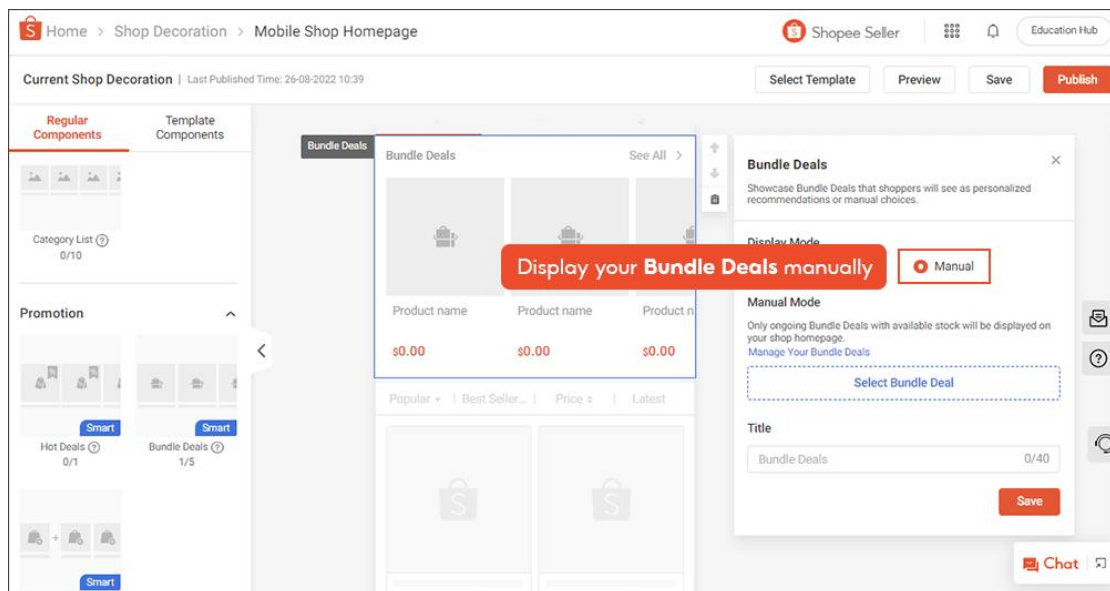 Home > Shop Decoration > Mobile Shop Homepage
Shopee Seller
Education Hub
Current Shop Decoration | Last Published Time: 26-08-2022 10:39
Select Template
Preview
Save
Publish
Regular Components
Template Components
Category List
0/10
Promotion
Smart
Hot Deals
0/1
Smart
Bundle Deals
1/5
Smart
Bundle Deals
Bundle Deals
See All >
Product name
Product name
Product n
$0.00
$0.00
$0.00
Popular
Best Seller...
Price
Latest
Display your Bundle Deals manually
Bundle Deals
Showcase Bundle Deals that shoppers will see as personalized
recommendations or manual choices.
Display Mode
Manual
Manual Mode
Only ongoing Bundle Deals with available stock will be displayed on
your shop homepage.
Manage Your Bundle Deals
Select Bundle Deal
Title
Bundle Deals
0/40
Save
Chat